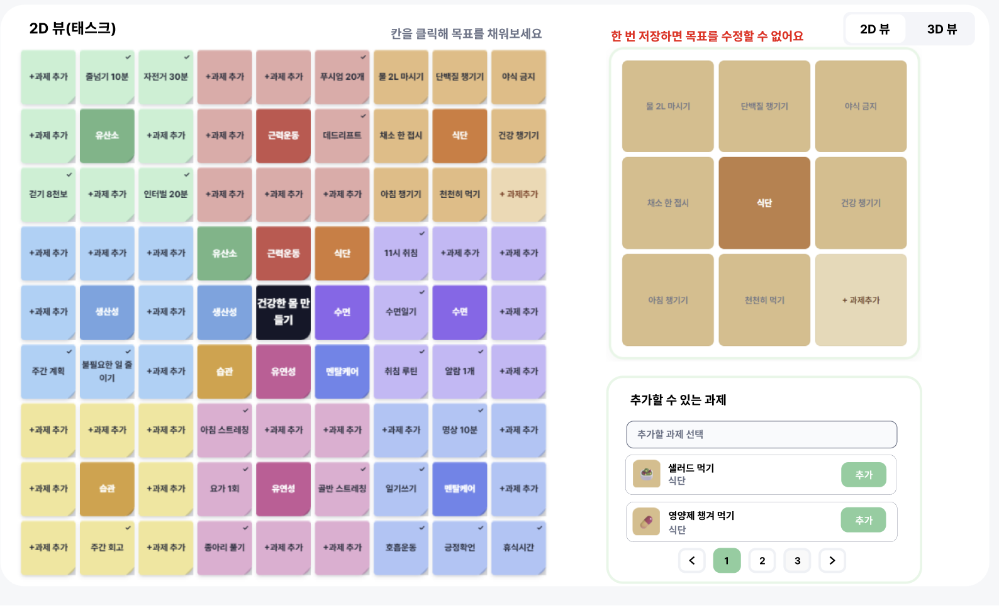 2D 뷰(태스크)
칸을 클릭해 목표를 채워보세요
한 번 저장하면 목표를 수정할 수 없어요
2D 뷰
3D 뷰
+과제 추가
줄넘기 10분
자전거 30분
+과제 추가
+과제 추가
푸시업 20개
물 2L 마시기
단백질 챙기기
야식 금지
+과제 추가
유산소
+과제 추가
+과제 추가
근력운동
데드리프트
채소 한 접시
식단
건강 챙기기
걷기 8천보
+과제 추가
인터벌 20분
+과제 추가
+과제 추가
+과제 추가
아침 챙기기
천천히 먹기
+ 과제추가
+과제 추가
+과제 추가
+과제 추가
유산소
근력운동
식단
11시 취침
+과제 추가
+과제 추가
+과제 추가
생산성
+과제 추가
생산성
건강한 몸 만
들기
수면
수면일기
수면
+과제 추가
주간 계획
불필요한 일 줄
이기
+과제 추가
습관
유연성
멘탈케어
취침 루틴
알람 1개
+과제 추가
+과제 추가
+과제 추가
+과제 추가
아침 스트레칭
+과제 추가
+과제 추가
+과제 추가
명상 10분
+과제 추가
+과제 추가
습관
+과제 추가
요가 1회
유연성
골반 스트레칭
일기쓰기
멘탈케어
+과제 추가
+과제 추가
주간 회고
+과제 추가
종아리 풀기
+과제 추가
+과제 추가
호흡운동
긍정확언
휴식시간
물 2L 마시기
단백질 챙기기
야식 금지
채소 한 접시
식단
건강 챙기기
아침 챙기기
천천히 먹기
+ 과제추가
추가할 수 있는 과제
추가할 과제 선택
샐러드 먹기
식단
추가
영양제 챙겨 먹기
식단
추가
<
1
2
3
>